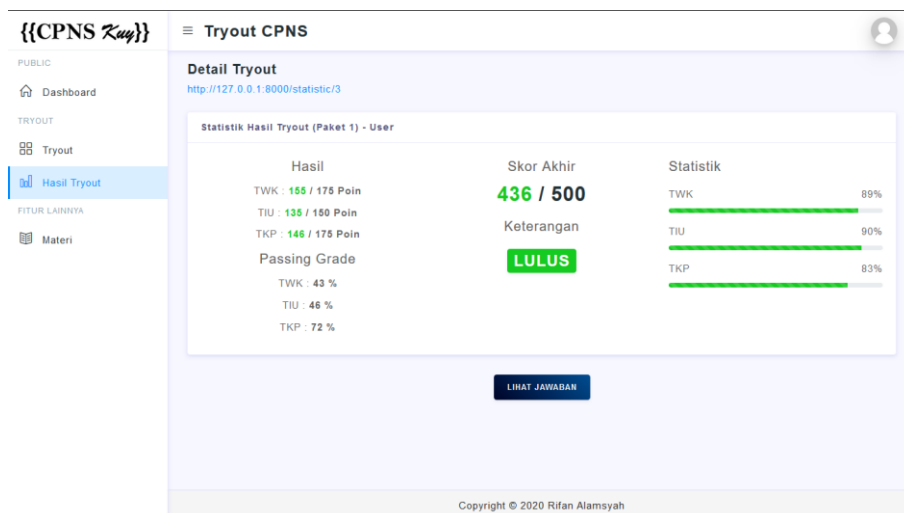 {{CPNS Kuy}}
Tryout CPNS
PUBLIC
Dashboard
TRYOUT
Tryout
Hasil Tryout
FITUR LAINNYA
Materi
Detail Tryout
http://127.0.0.1:8000/statistic/3
Statistik Hasil Tryout (Paket 1) - User
Hasil
TWK : 155 / 175 Poin
TIU : 135 / 150 Poin
TKP : 146 / 175 Poin
Passing Grade
TWK : 43 %
TIU : 46 %
TKP : 72 %
Skor Akhir
436 / 500
Keterangan
LULUS
Statistik
TWK 89%
TIU 90%
TKP 83%
LIHAT JAWABAN
Copyright © 2020 Rifan Alamsyah